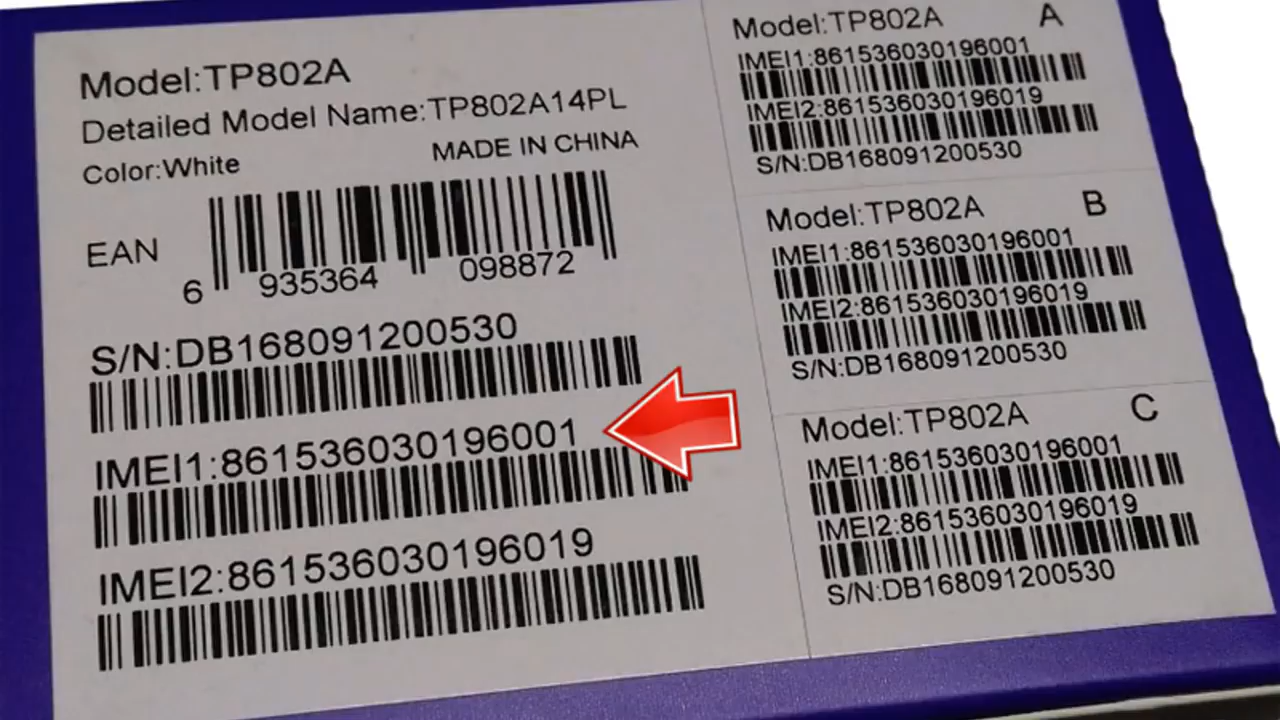 Model:TP802A
Detailed Model Name:TP802A14PL
Color:White
MADE IN CHINA
EAN
6 935364 098872
S/N:DB168091200530
IMEI1:861536030196001
IMEI2:861536030196019
Model:TP802A A
IMEI1:861536030196001
IMEI2:861536030196019
S/N:DB168091200530
Model:TP802A B
IMEI1:861536030196001
IMEI2:861536030196019
S/N:DB168091200530
Model:TP802A C
IMEI1:861536030196001
IMEI2:861536030196019
S/N:DB168091200530